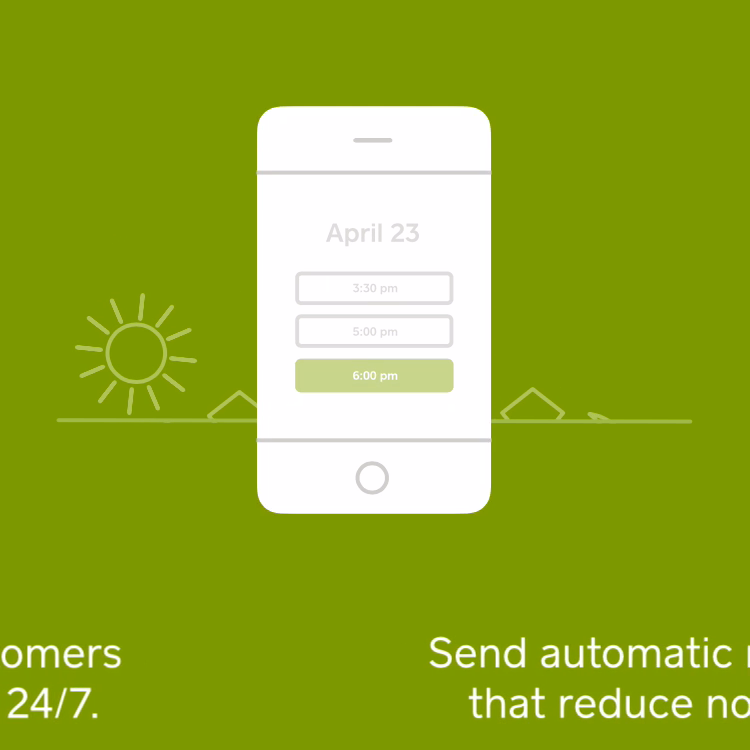 April 23
3:30 pm
5:00 pm
6:00 pm
omers
24/7.
Send automatic
that reduce no